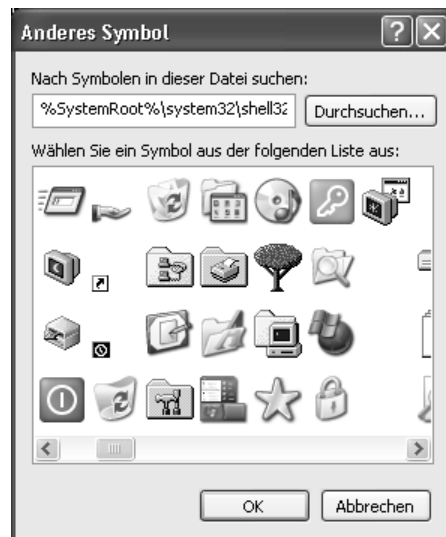 Anderes Symbol
Nach Symbolen in dieser Datei suchen:
%SystemRoot%\system32\shell32
Durchsuchen...
Wählen Sie ein Symbol aus der folgenden Liste aus:
OK
Abbrechen